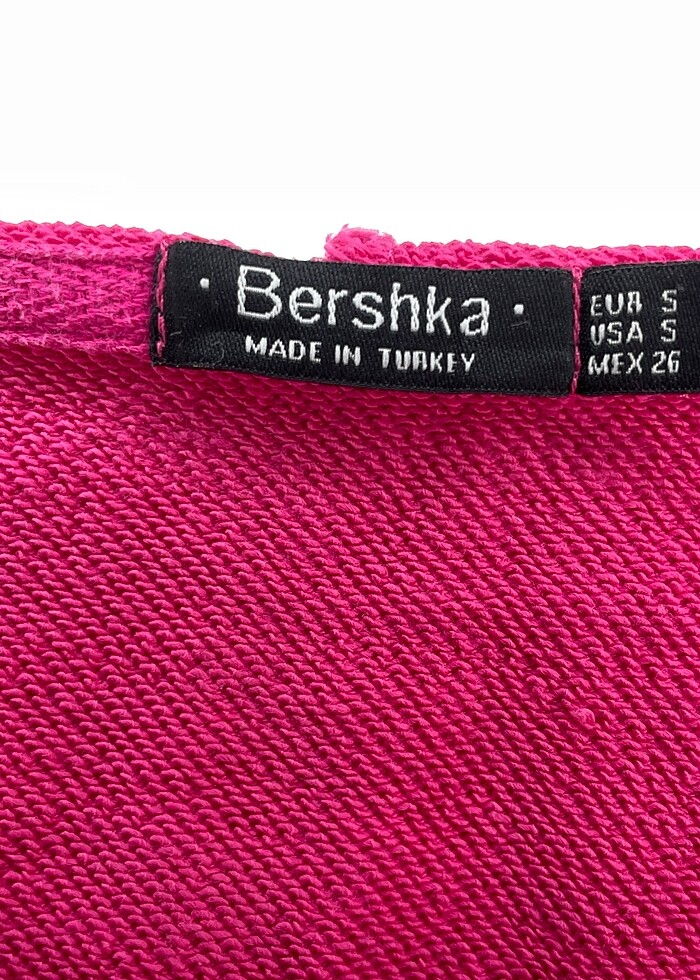 · Bershka ·
MADE IN TURKEY
EUR S
USA S
MEX 26